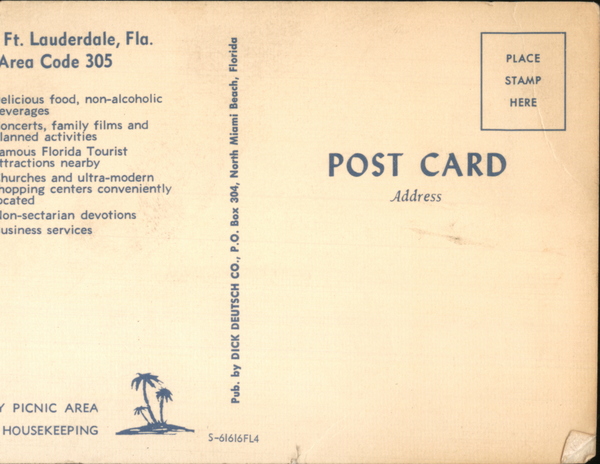 Ft. Lauderdale, Fla.
Area Code 305
elicious food, non-alcoholic
everages
oncerts, family films and
lanned activities
amous Florida Tourist
ttractions nearby
hurches and ultra-modern
hopping centers conveniently
ocated
Non-sectarian devotions
usiness services
Y PICNIC AREA
HOUSEKEEPING
S-61616FL4
Pub. by DICK DEUTSCH CO., P.O. Box 304, North Miami Beach, Florida
PLACE
STAMP
HERE
POST CARD
Address